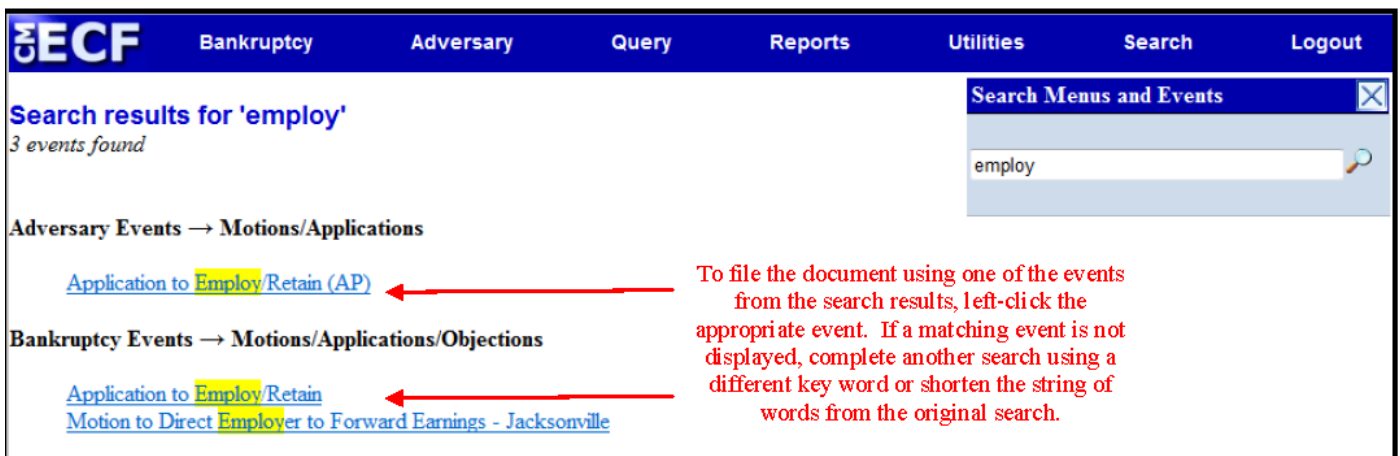 CM ECF Bankruptcy Adversary Query Reports Utilities Search Logout
Search results for 'employ'
3 events found
Search Menus and Events
employ
Adversary Events → Motions/Applications
Application to Employ/Retain (AP)
Bankruptcy Events → Motions/Applications/Objections
Application to Employ/Retain
Motion to Direct Employer to Forward Earnings - Jacksonville
To file the document using one of the events
from the search results, left-click the
appropriate event.  If a matching event is not
displayed, complete another search using a
different key word or shorten the string of
words from the original search.